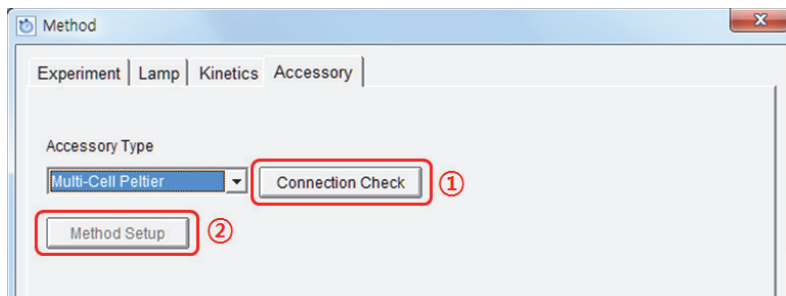 Method
Experiment Lamp Kinetics Accessory
Accessory Type
Multi-Cell Peltier Connection Check ①
Method Setup ②